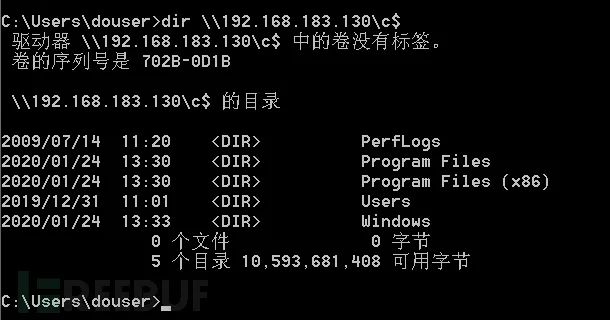 C:\Users\douser>dir \\192.168.183.130\c$
驱动器 \\192.168.183.130\c$ 中的卷没有标签。
卷的序列号是 702B-0D1B
\\192.168.183.130\c$ 的目录
2009/07/14  11:20    <DIR>          PerfLogs
2020/01/24  13:30    <DIR>          Program Files
2020/01/24  13:30    <DIR>          Program Files (x86)
2019/12/31  11:01    <DIR>          Users
2020/01/24  13:33    <DIR>          Windows
0 个文件              0 字节
5 个目录 10,593,681,408 可用字节
C:\Users\douser>
REEBUF